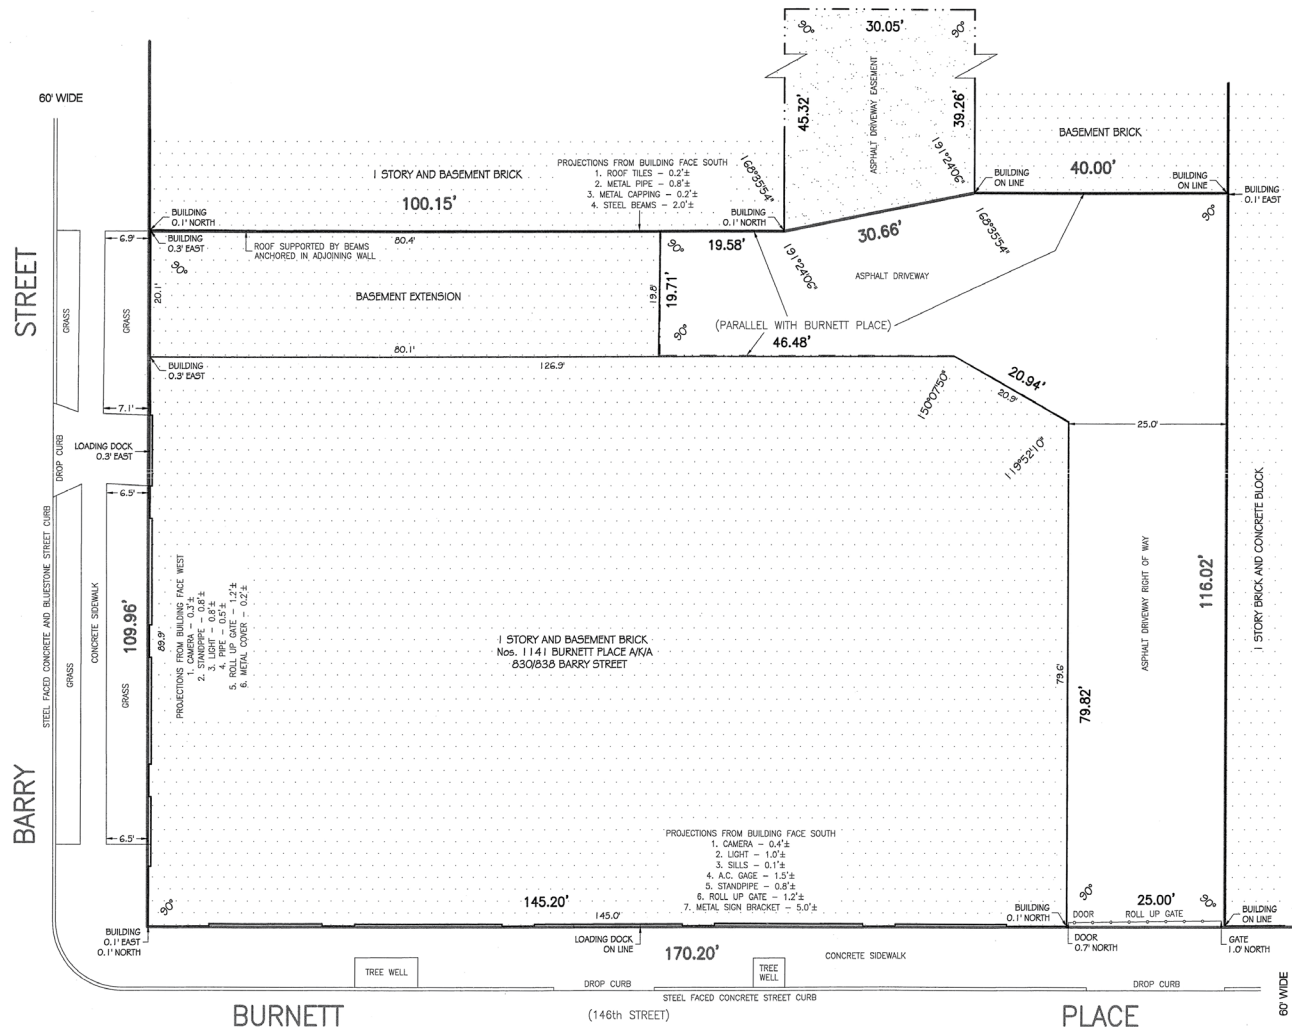 30.05'
90°
90°
60' WIDE
45.32'
ASPHALT DRIVEWAY EASEMENT
39.26'
191°24'06"
168°35'54"
BASEMENT BRICK
40.00'
BUILDING
ON LINE
BUILDING
ON LINE
BUILDING
0.1' EAST
90°
1 STORY AND BASEMENT BRICK
100.15'
PROJECTIONS FROM BUILDING FACE SOUTH
1. ROOF TILES – 0.2'±
2. METAL PIPE – 0.8'±
3. METAL CAPPING – 0.2'±
4. STEEL BEAMS – 2.0'±
BUILDING
0.1' NORTH
BUILDING
0.1' NORTH
BUILDING
0.3' EAST
6.9'
ROOF SUPPORTED BY BEAMS
ANCHORED IN ADJOINING WALL
80.4'
90°
90°
19.58'
30.66'
168°35'54"
191°24'06"
ASPHALT DRIVEWAY
STREET
GRASS
GRASS
20.1'
BASEMENT EXTENSION
19.8'
19.71'
90°
(PARALLEL WITH BURNETT PLACE)
46.48'
80.1'
126.9'
BUILDING
0.3' EAST
7.1'
150°07'50"
20.94'
20.9'
119°52'10"
25.0'
DROP CURB
LOADING DOCK
0.3' EAST
6.5'
STEEL FACED CONCRETE AND BLUESTONE STREET CURB
CONCRETE SIDEWALK
GRASS
GRASS
109.96'
89.9'
PROJECTIONS FROM BUILDING FACE WEST
1. CAMERA – 0.3'±
2. STANDPIPE – 0.8'±
3. LIGHT – 0.8'±
4. PIPE – 0.5'±
5. ROLL UP GATE – 1.2'±
6. METAL COVER – 0.2'±
1 STORY AND BASEMENT BRICK
Nos. 1141 BURNETT PLACE A/K/A
830/838 BARRY STREET
79.6'
79.82'
ASPHALT DRIVEWAY RIGHT OF WAY
116.02'
1 STORY BRICK AND CONCRETE BLOCK
BARRY
6.5'
PROJECTIONS FROM BUILDING FACE SOUTH
1. CAMERA – 0.4'±
2. LIGHT – 1.0'±
3. SILLS – 0.1'±
4. A.C. GAGE – 1.5'±
5. STANDPIPE – 0.8'±
6. ROLL UP GATE – 1.2'±
7. METAL SIGN BRACKET – 5.0'±
90°
145.20'
145.0'
90°
25.00'
90°
DOOR
ROLL UP GATE
BUILDING
0.1' NORTH
BUILDING
ON LINE
BUILDING
0.1' EAST
0.1' NORTH
LOADING DOCK
ON LINE
170.20'
CONCRETE SIDEWALK
DOOR
0.7' NORTH
GATE
1.0' NORTH
TREE WELL
TREE
WELL
DROP CURB
DROP CURB
STEEL FACED CONCRETE STREET CURB
60' WIDE
BURNETT
(146th STREET)
PLACE